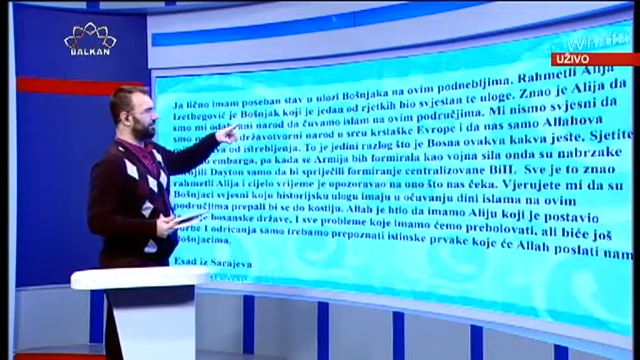 BALKAN
UŽIVO
Ja lično imam poseban stav u ulozi Bošnjaka na ovim podnebljima. Rahmetli Alija
Izetbegović je Bošnjak koji je jedan od rjetkih bio svjestan te uloge. Znao je Alija da
smo mi odabrani narod da čuvamo islam na ovim područjima. Mi nismo svjesni da
smo mi državotvorni narod u srcu krstaške Evrope i da nas samo Allahova
od istrebljenja. To je jedini razlog što je Bosna ovakva kakva jeste. Sjetite
embarga, pa kada se Armija bih formirala kao vojna sila onda su nabrzake
Dayton samo da bi spriječili formiranje centralizovane BiH. Sve je to znao
rahmetli Alija i cijelo vrijeme je upozoravao na ono što nas čeka. Vjerujete mi da su
Bošnjaci svjesni koju historijsku ulogu imaju u očuvanju dini islama na ovim
područima prepali bi se do kostiju. Allah je htio da imamo Aliju koji je postavio
bosanske države, I sve probleme koje imamo ćemo prebolovati, ali biće još
borbe I odricanja samo trebamo prepoznati istinske prvake koje će Allah poslati nam
Bošnjacima.
Esad iz Sarajeva